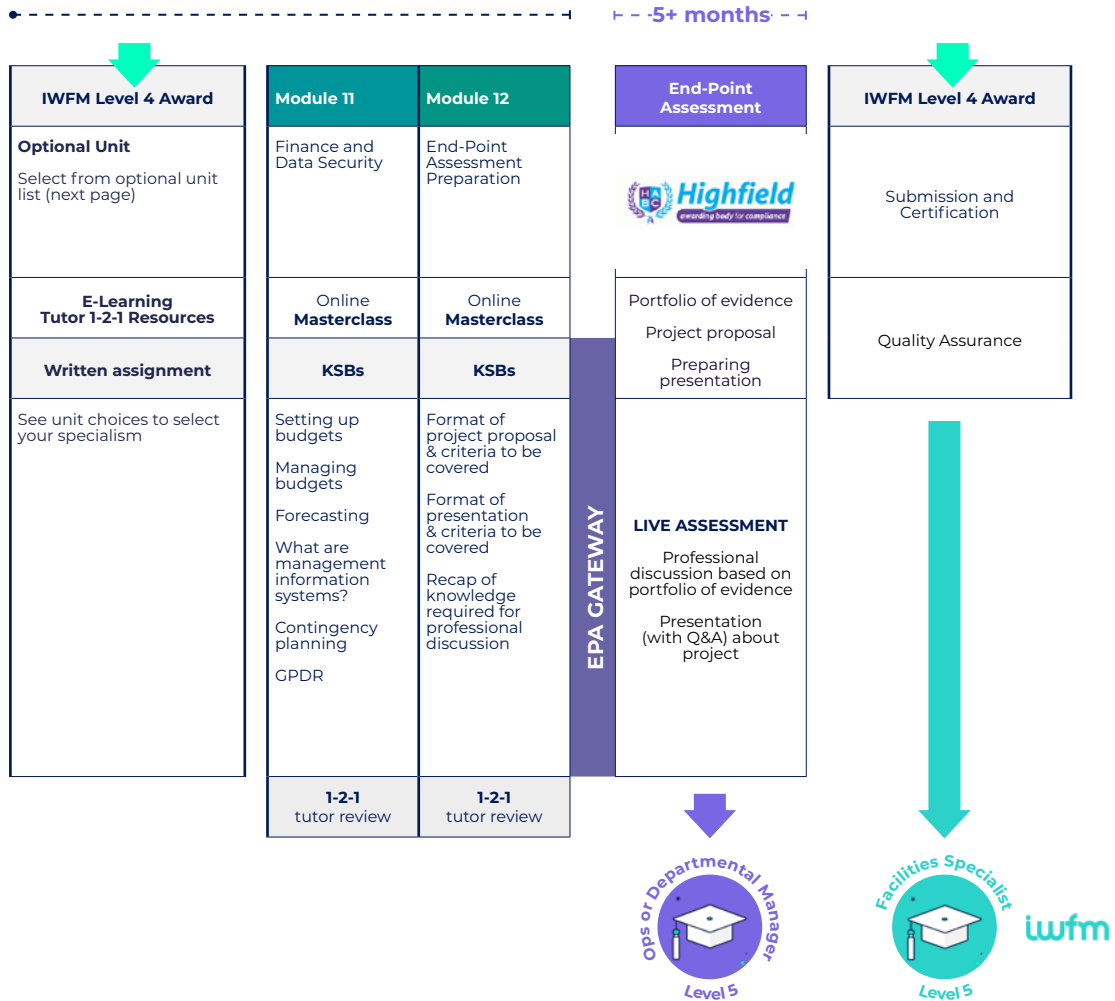 5+ months
IWFM Level 4 Award
Optional Unit
Select from optional unit
list (next page)
E-Learning
Tutor 1-2-1 Resources
Written assignment
See unit choices to select
your specialism
Module 11
Finance and
Data Security
Online
Masterclass
KSBs
Setting up
budgets
Managing
budgets
Forecasting
What are
management
information
systems?
Contingency
planning
GPDR
1-2-1
tutor review
Module 12
End-Point
Assessment
Preparation
Online
Masterclass
KSBs
Format of
project proposal
& criteria to be
covered
Format of
presentation
& criteria to be
covered
Recap of
knowledge
required for
professional
discussion
1-2-1
tutor review
EPA GATEWAY
End-Point
Assessment
HABC
Highfield
awarding body for compliance
Portfolio of evidence
Project proposal
Preparing
presentation
LIVE ASSESSMENT
Professional
discussion based on
portfolio of evidence
Presentation
(with Q&A) about
project
Ops or Departmental Manager
Level 5
IWFM Level 4 Award
Submission and
Certification
Quality Assurance
Facilities Specialist
Level 5
iwfm